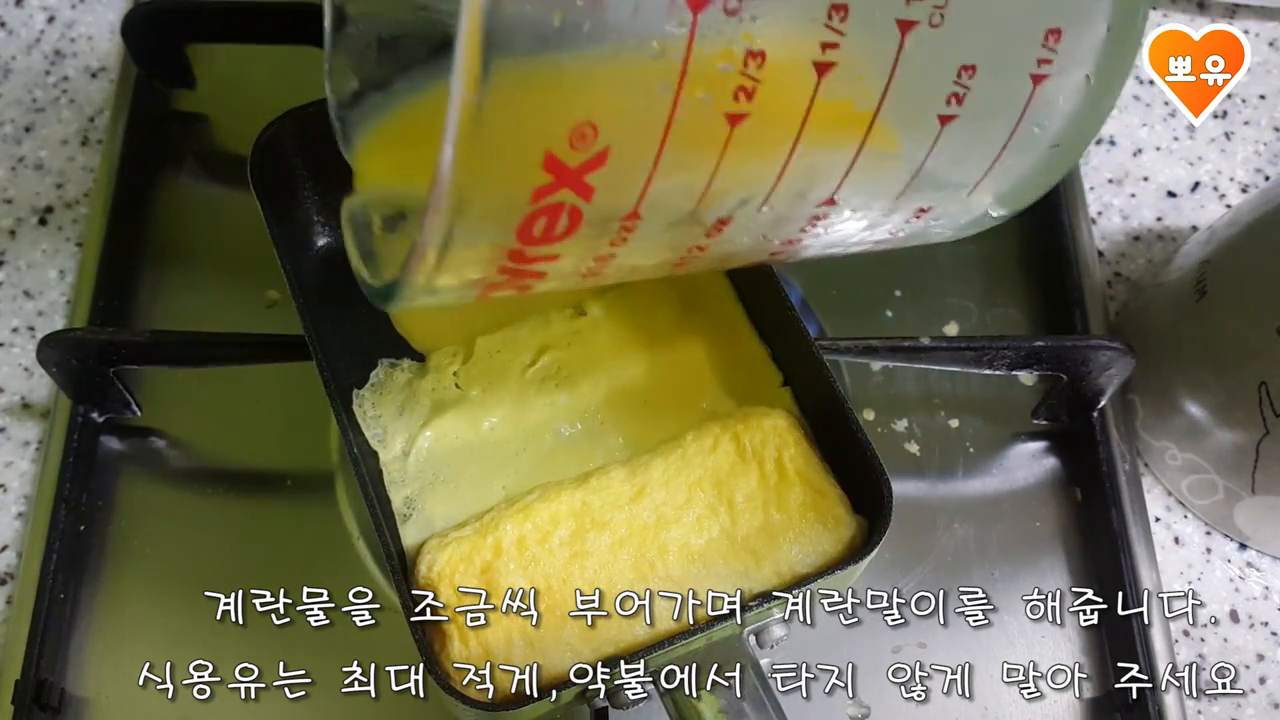 뽀유
2/3
1/3
2/3
1/3
계란물을 조금씩 부어가며 계란말이를 해줍니다.
식용유는 최대 적게,약불에서 타지 않게 말아 주세요